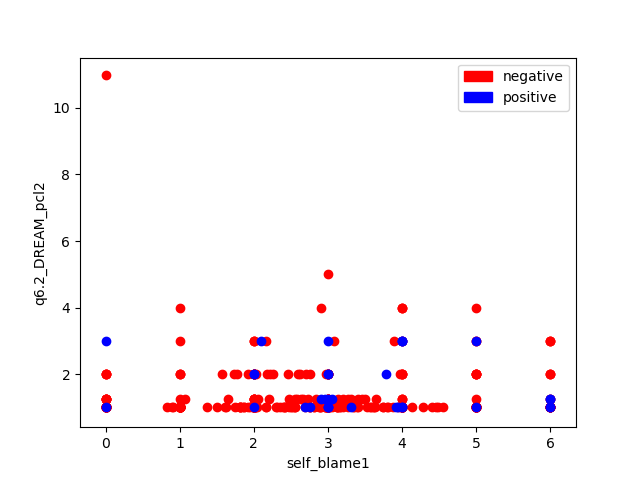 negative
positive
10
8
6
4
2
q6.2_DREAM_pcl2
0 1 2 3 4 5 6
self_blame1